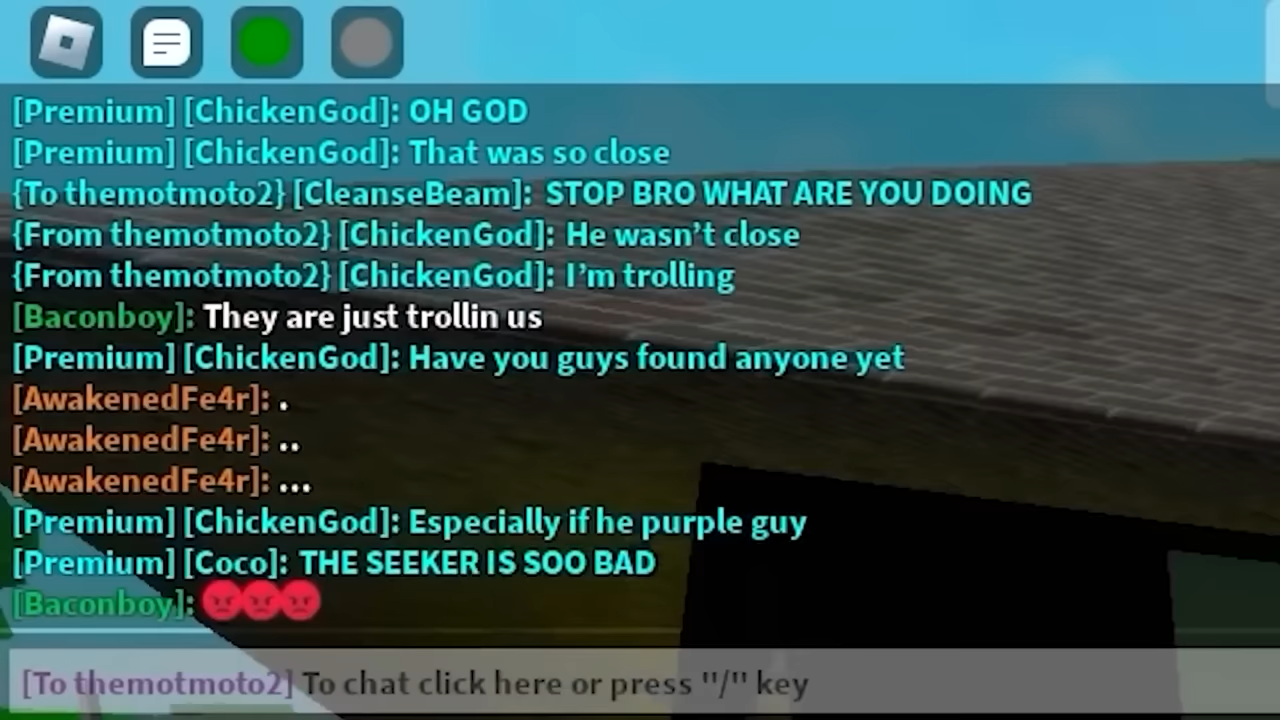 [Premium] [ChickenGod]: OH GOD
[Premium] [ChickenGod]: That was so close
{To themotmoto2} [CleanseBeam]: STOP BRO WHAT ARE YOU DOING
{From themotmoto2} [ChickenGod]: He wasn’t close
{From themotmoto2} [ChickenGod]: I’m trolling
[Baconboy]: They are just trollin us
[Premium] [ChickenGod]: Have you guys found anyone yet
[AwakenedFe4r]: .
[AwakenedFe4r]: ..
[AwakenedFe4r]: ...
[Premium] [ChickenGod]: Especially if he purple guy
[Premium] [Coco]: THE SEEKER IS SOO BAD
[Baconboy]: 😡😡😡
[To themotmoto2] To chat click here or press "/" key